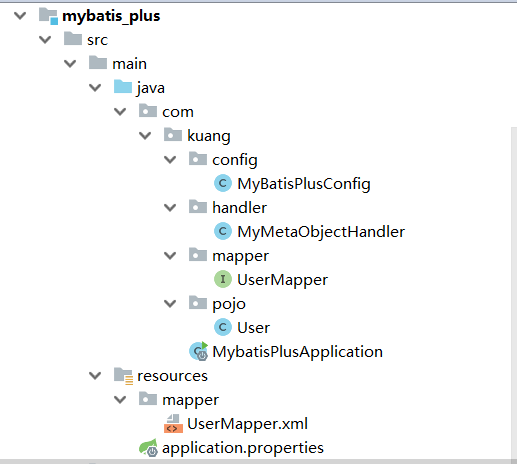 mybatis_plus
src
main
java
com
kuang
config
MyBatisPlusConfig
handler
MyMetaObjectHandler
mapper
UserMapper
pojo
User
MybatisPlusApplication
resources
mapper
UserMapper.xml
application.properties